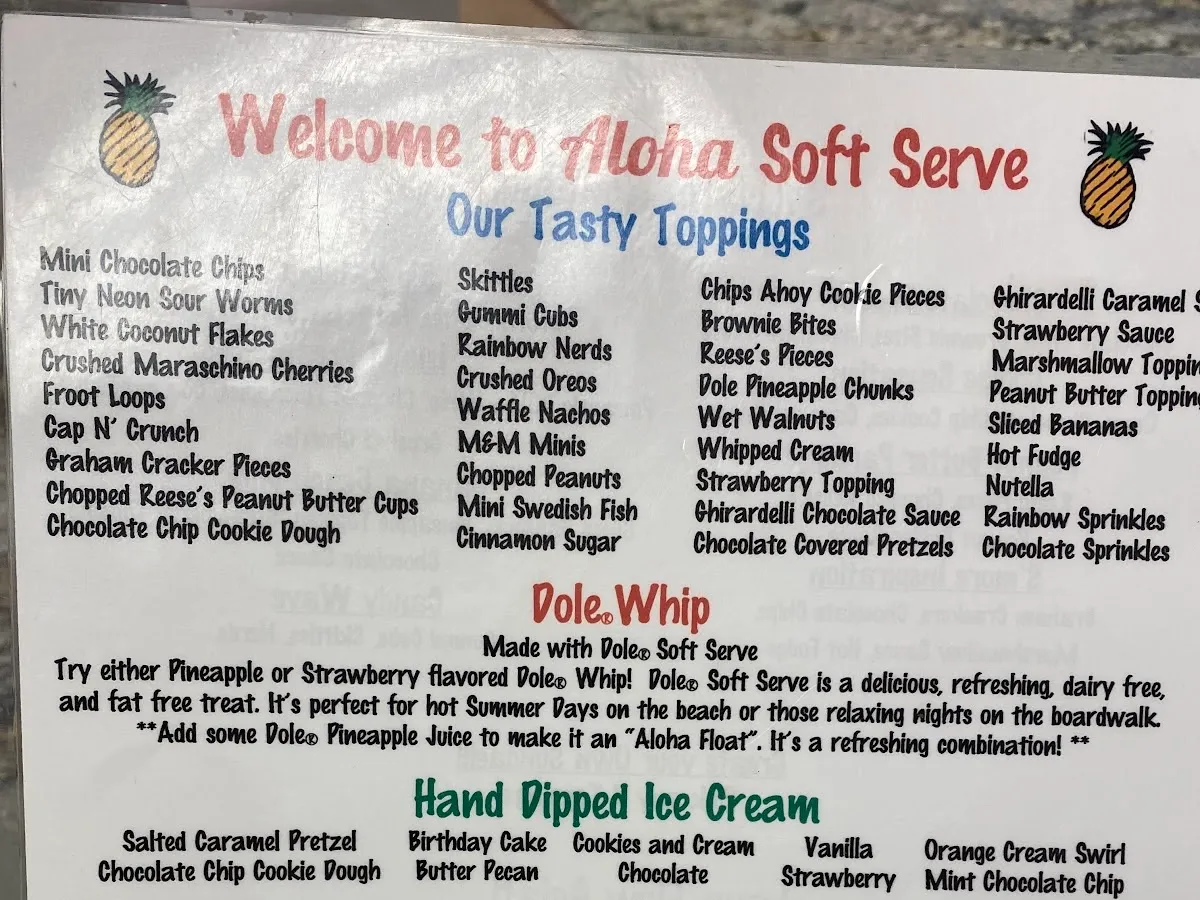 Welcome to Aloha Soft Serve
Our Tasty Toppings
Mini Chocolate Chips
Tiny Neon Sour Worms
White Coconut Flakes
Crushed Maraschino Cherries
Froot Loops
Cap N' Crunch
Graham Cracker Pieces
Chopped Reese's Peanut Butter Cups
Chocolate Chip Cookie Dough
Skittles
Gummi Cubs
Rainbow Nerds
Crushed Oreos
Waffle Nachos
M&M Minis
Chopped Peanuts
Mini Swedish Fish
Cinnamon Sugar
Chips Ahoy Cookie Pieces
Brownie Bites
Reese's Pieces
Dole Pineapple Chunks
Wet Walnuts
Whipped Cream
Strawberry Topping
Ghirardelli Chocolate Sauce
Chocolate Covered Pretzels
Ghirardelli Caramel S
Strawberry Sauce
Marshmallow Toppin
Peanut Butter Topping
Sliced Bananas
Hot Fudge
Nutella
Rainbow Sprinkles
Chocolate Sprinkles
Dole® Whip
Made with Dole® Soft Serve
Try either Pineapple or Strawberry flavored Dole® Whip! Dole® Soft Serve is a delicious, refreshing, dairy free,
and fat free treat. It's perfect for hot Summer Days on the beach or those relaxing nights on the boardwalk.
**Add some Dole® Pineapple Juice to make it an "Aloha Float". It's a refreshing combination! **
Hand Dipped Ice Cream
Salted Caramel Pretzel Birthday Cake Cookies and Cream Vanilla Orange Cream Swirl
Chocolate Chip Cookie Dough Butter Pecan Chocolate Strawberry Mint Chocolate Chip